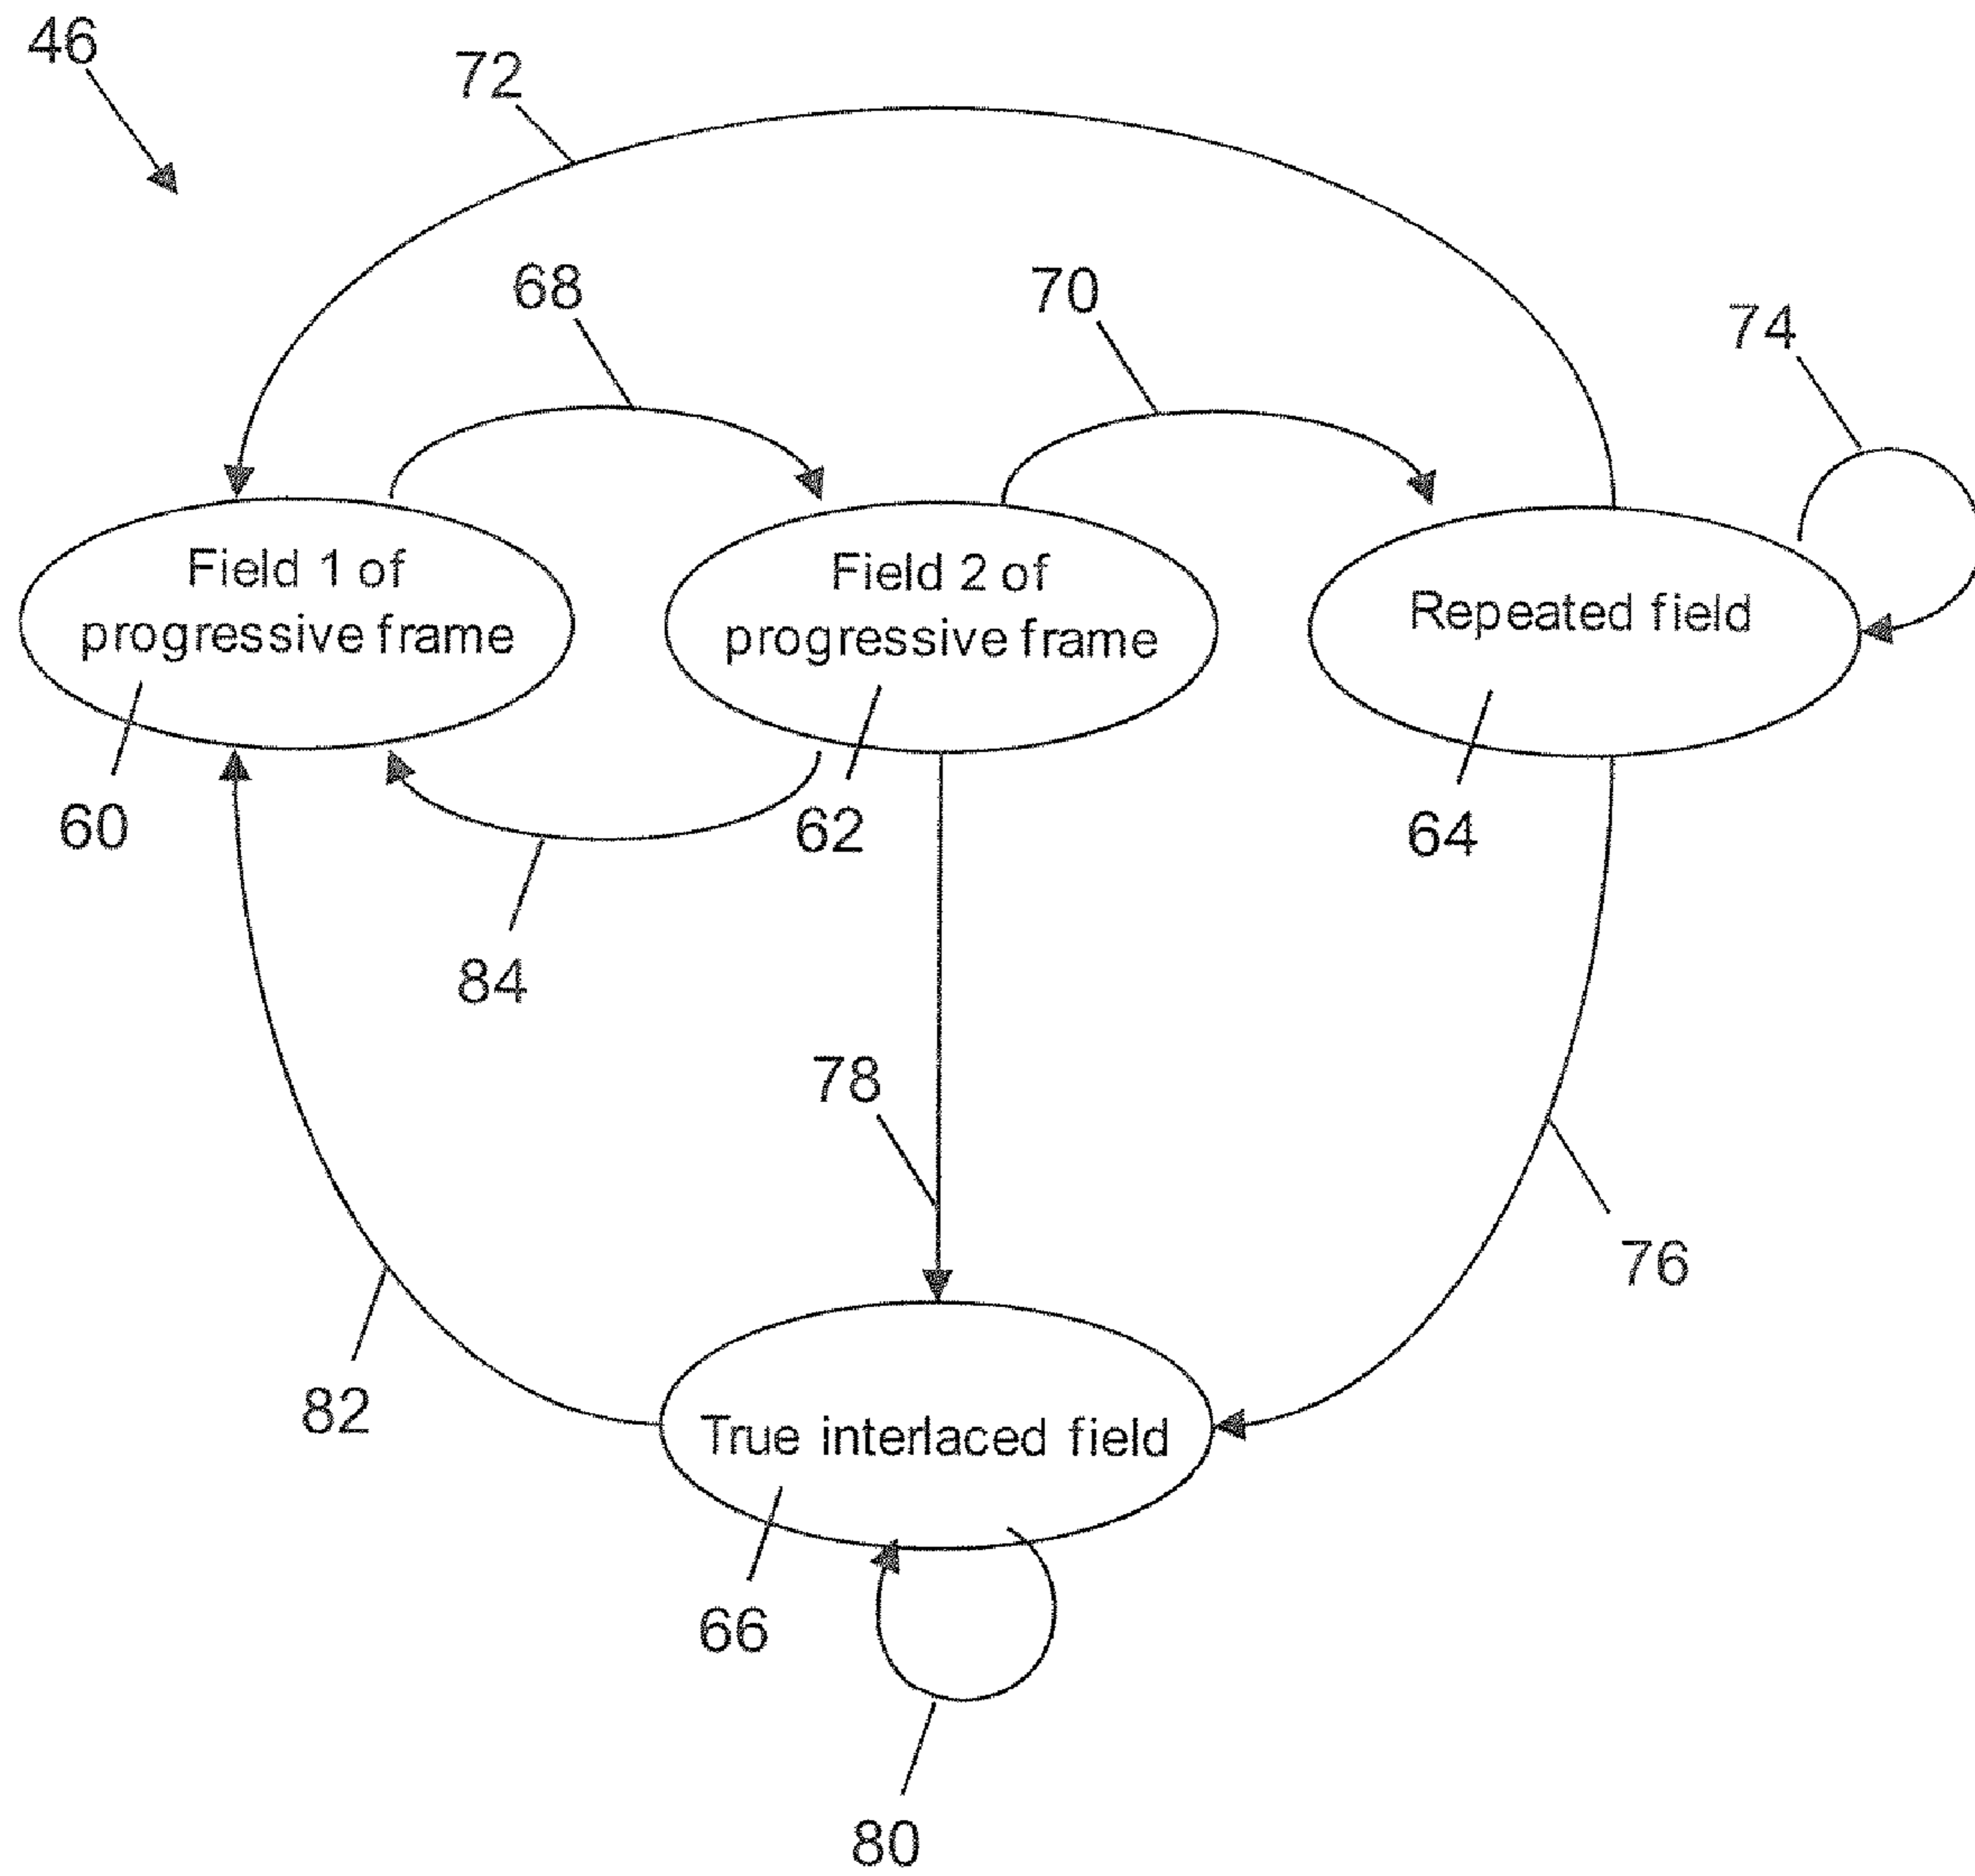 46
72
68
70
74
Field 1 of
progressive frame
Field 2 of
progressive frame
Repeated field
60
62
64
84
78
76
82
True interlaced field
66
80